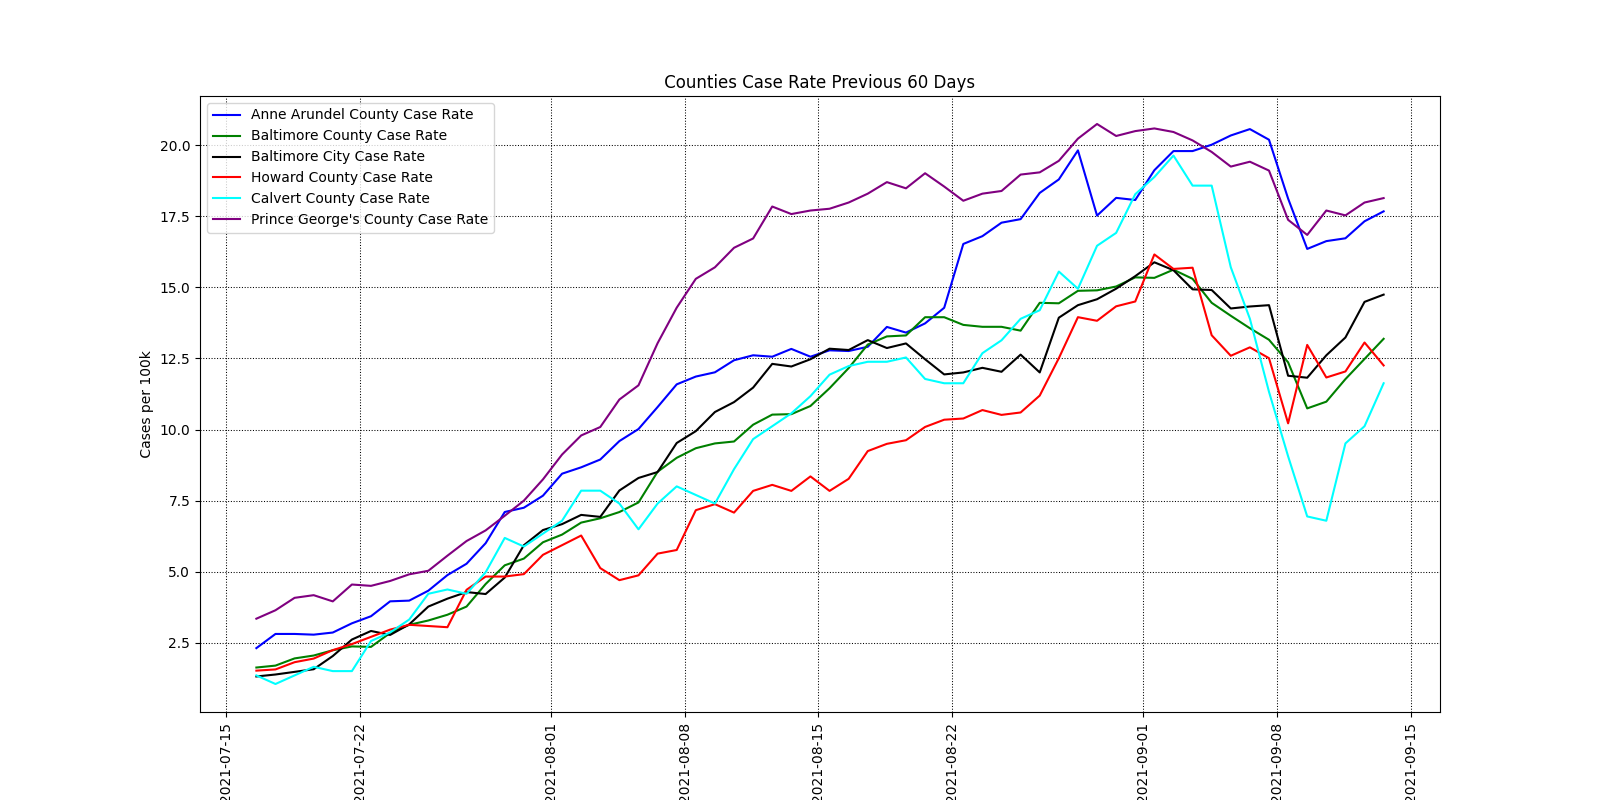 Counties Case Rate Previous 60 Days
Anne Arundel County Case Rate
Baltimore County Case Rate
Baltimore City Case Rate
Howard County Case Rate
Calvert County Case Rate
Prince George's County Case Rate
20.0
17.5
15.0
12.5
10.0
7.5
5.0
2.5
Cases per 100k
2021-07-15
2021-07-22
2021-08-01
2021-08-08
2021-08-15
2021-08-22
2021-09-01
2021-09-08
2021-09-15